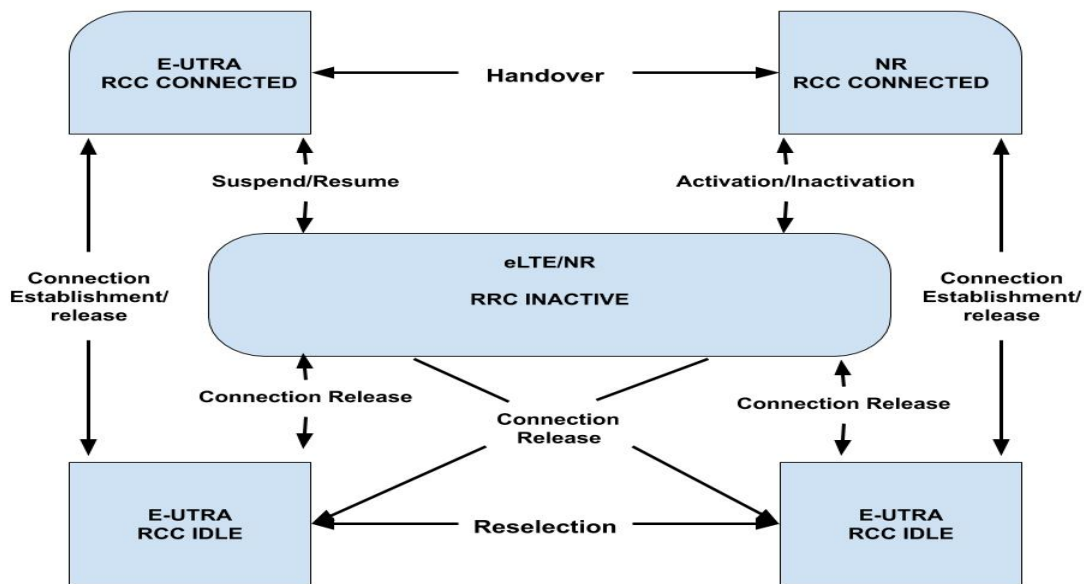 E-UTRA
RCC CONNECTED
Handover
NR
RCC CONNECTED
Suspend/Resume
Activation/Inactivation
eLTE/NR
RRC INACTIVE
Connection
Establishment/
release
Connection
Establishment/
release
Connection Release
Connection
Release
Connection Release
E-UTRA
RCC IDLE
Reselection
E-UTRA
RCC IDLE